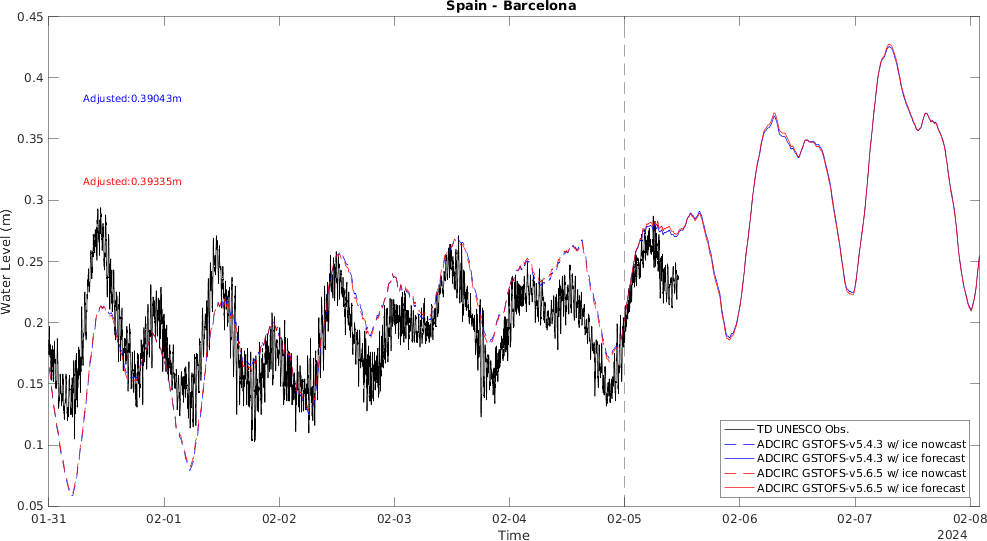 Spain - Barcelona
0.45
0.4
0.35
0.3
0.25
0.2
0.15
0.1
0.05
Water Level (m)
Adjusted:0.39043m
Adjusted:0.39335m
TD UNESCO Obs.
ADCIRC GSTOFS-v5.4.3 w/ ice nowcast
ADCIRC GSTOFS-v5.4.3 w/ ice forecast
ADCIRC GSTOFS-v5.6.5 w/ ice nowcast
ADCIRC GSTOFS-v5.6.5 w/ ice forecast
01-31 02-01 02-02 02-03 02-04 02-05 02-06 02-07 02-08
Time
2024